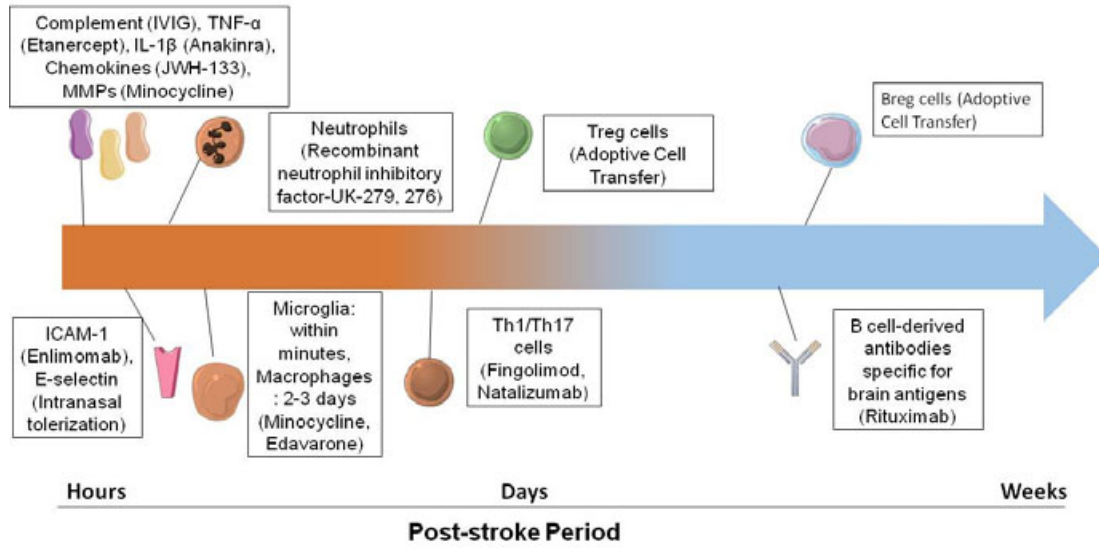 Complement (IVIG), TNF-α
(Etanercept), IL-1β (Anakinra),
Chemokines (JWH-133),
MMPs (Minocycline)
Neutrophils
(Recombinant
neutrophil inhibitory
factor-UK-279, 276)
Treg cells
(Adoptive Cell
Transfer)
Breg cells (Adoptive
Cell Transfer)
ICAM-1
(Enlimomab),
E-selectin
(Intranasal
tolerization)
Microglia:
within
minutes,
Macrophages
: 2-3 days
(Minocycline,
Edavarone)
Th1/Th17
cells
(Fingolimod,
Natalizumab)
B cell-derived
antibodies
specific for
brain antigens
(Rituximab)
Hours
Days
Weeks
Post-stroke Period